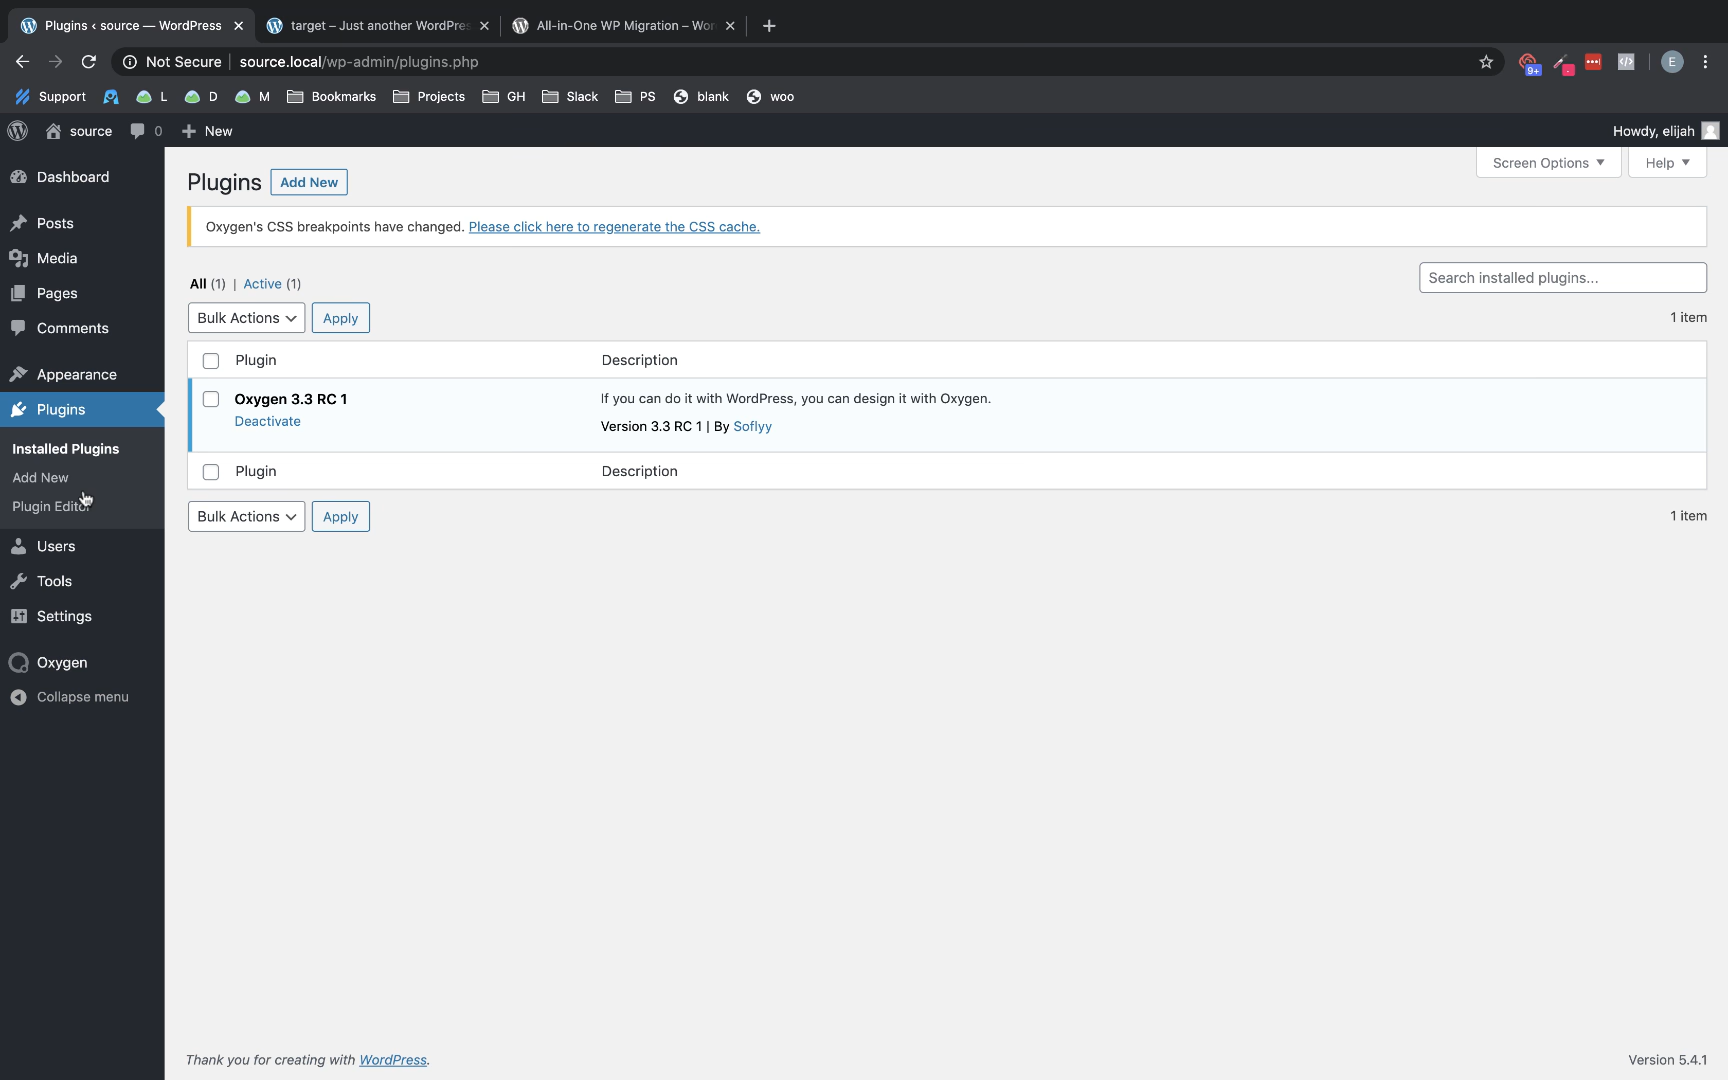 Plugins ‹ source — WordPress
target – Just another WordPres
All-in-One WP Migration – Wor
Not Secure
source.local/wp-admin/plugins.php
9+
E
Support
L
D
M
Bookmarks
Projects
GH
Slack
PS
blank
woo
source
0
New
Howdy, elijah
Dashboard
Posts
Media
Pages
Comments
Appearance
Plugins
Installed Plugins
Add New
Plugin Editor
Users
Tools
Settings
Oxygen
Collapse menu
Screen Options
Help
Plugins
Add New
Oxygen's CSS breakpoints have changed. Please click here to regenerate the CSS cache.
All (1) | Active (1)
Search installed plugins...
Bulk Actions
Apply
1 item
Plugin
Description
Oxygen 3.3 RC 1
If you can do it with WordPress, you can design it with Oxygen.
Deactivate
Version 3.3 RC 1 | By Soflyy
Plugin
Description
Bulk Actions
Apply
1 item
Thank you for creating with WordPress.
Version 5.4.1